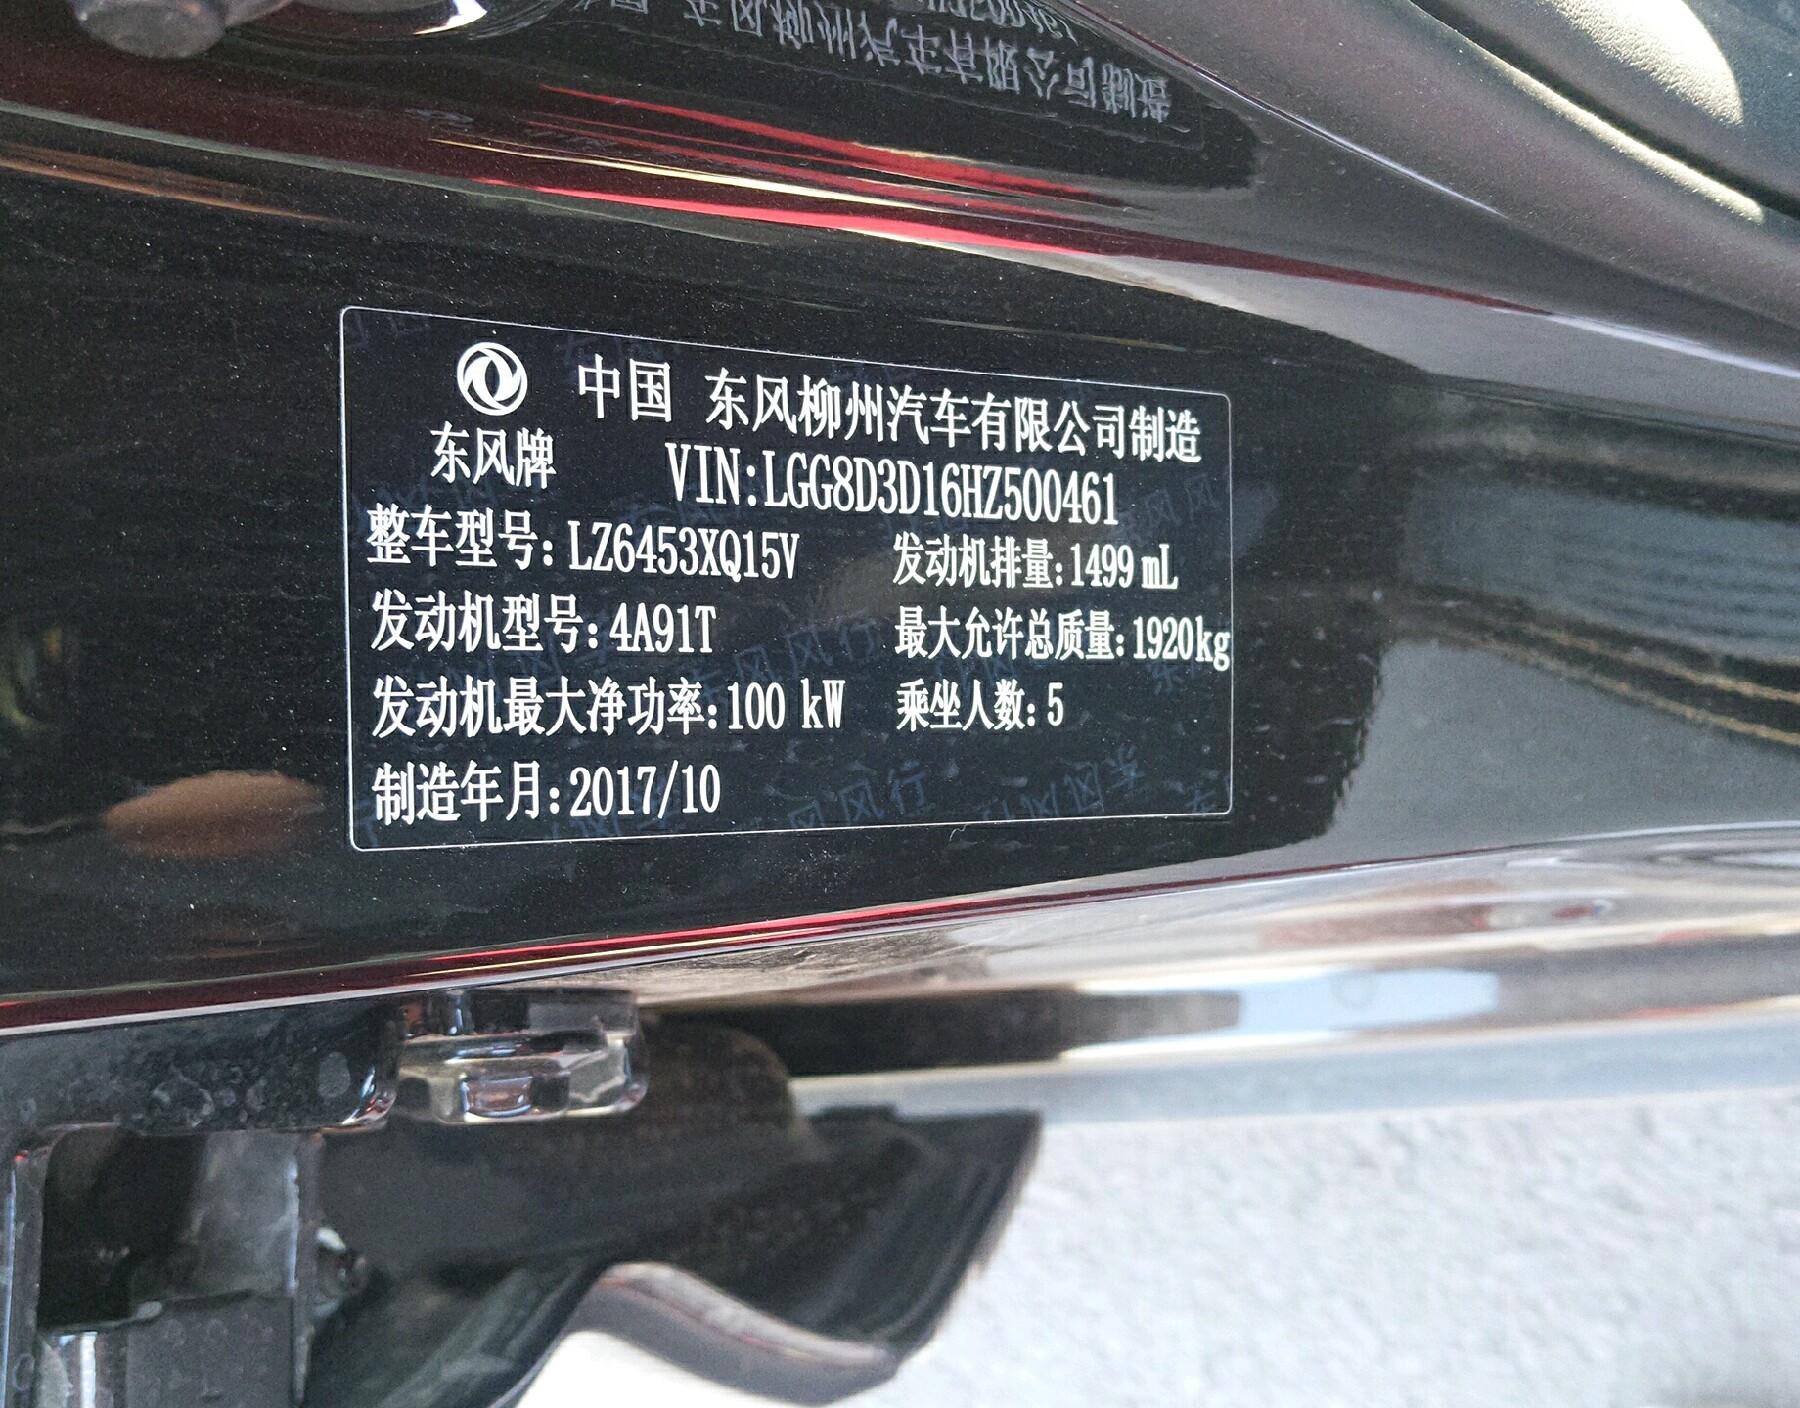 中国 东风柳州汽车有限公司制造
东风牌 VIN:LGG8D3D16HZ500461
整车型号:LZ6453XQ15V 发动机排量:1499 mL
发动机型号:4A91T 最大允许总质量:1920kg
发动机最大净功率:100 kW 乘坐人数:5
制造年月:2017/10